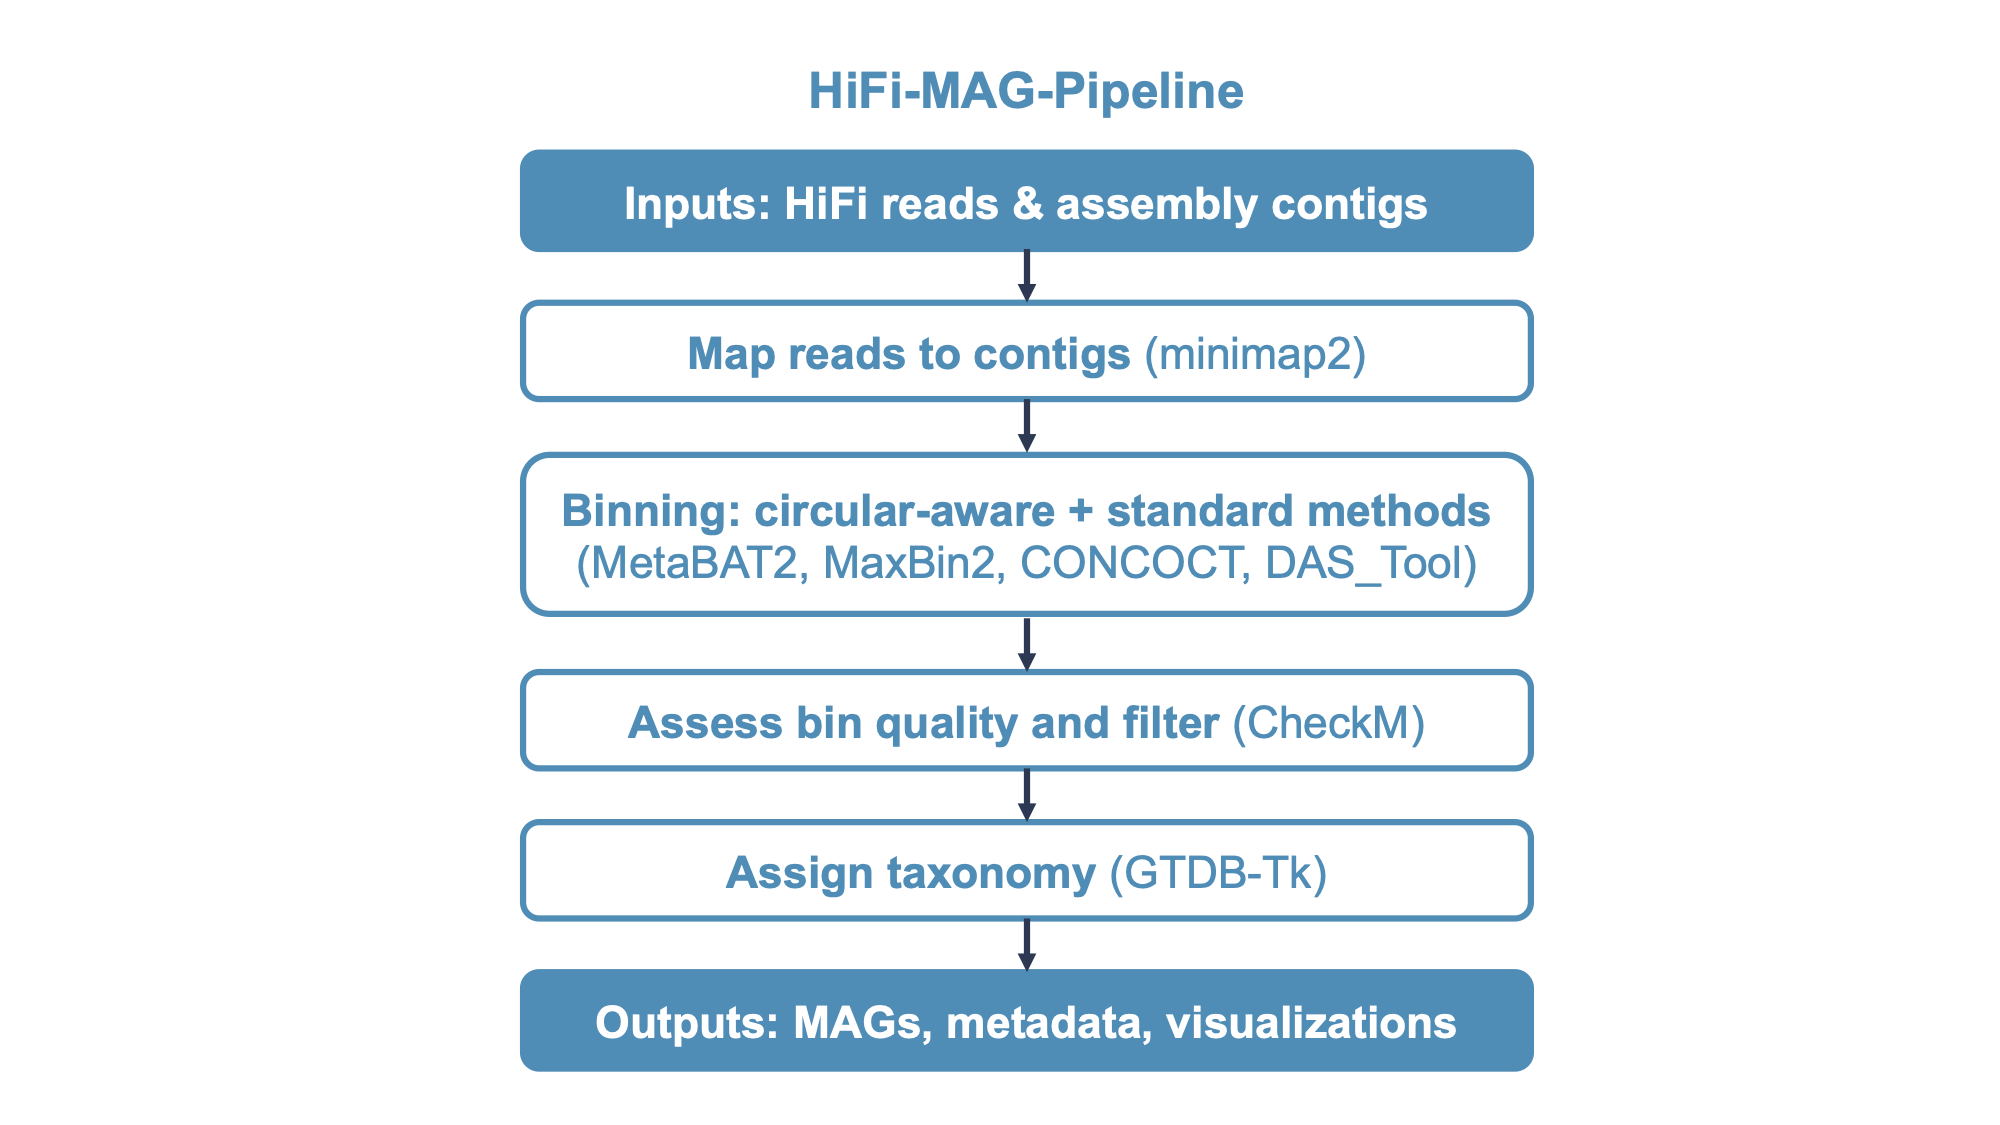 HiFi-MAG-Pipeline
Inputs: HiFi reads & assembly contigs
Map reads to contigs (minimap2)
Binning: circular-aware + standard methods
(MetaBAT2, MaxBin2, CONCOCT, DAS_Tool)
Assess bin quality and filter (CheckM)
Assign taxonomy (GTDB-Tk)
Outputs: MAGs, metadata, visualizations